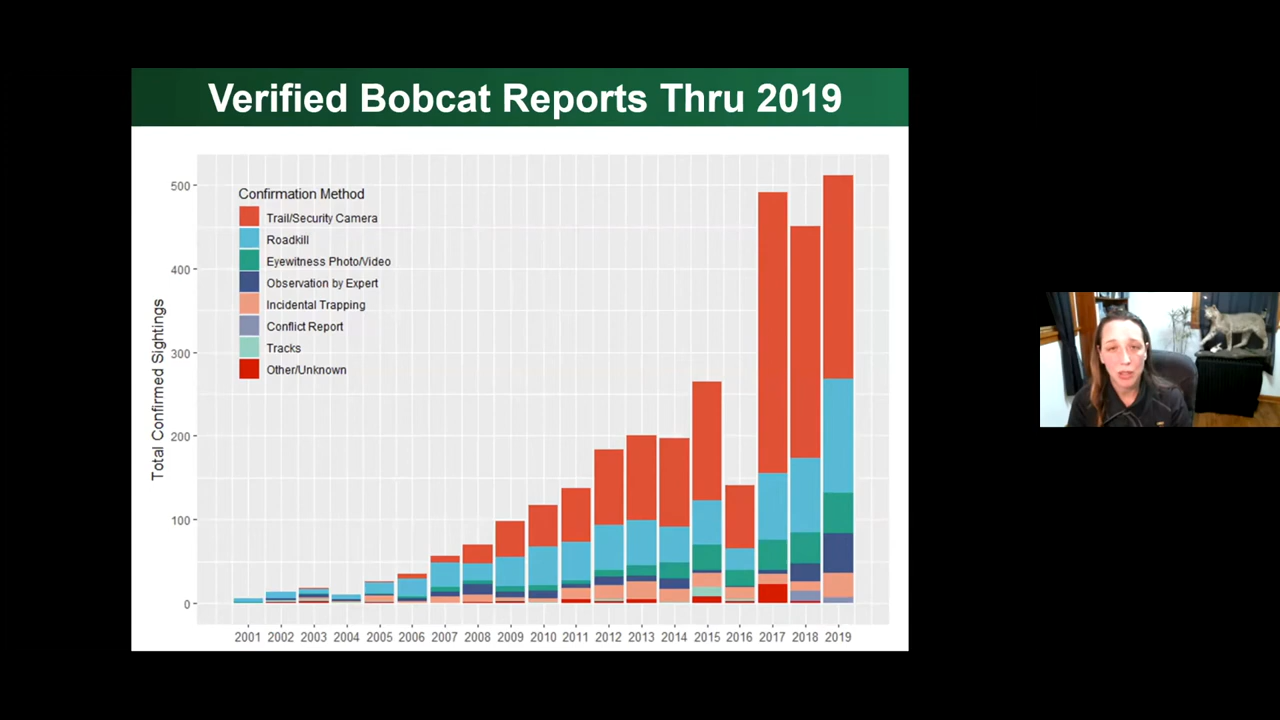 Verified Bobcat Reports Thru 2019
Confirmation Method
Trail/Security Camera
Roadkill
Eyewitness Photo/Video
Observation by Expert
Incidental Trapping
Conflict Report
Tracks
Other/Unknown
Total Confirmed Sightings
500
400
300
200
100
0
2001 2002 2003 2004 2005 2006 2007 2008 2009 2010 2011 2012 2013 2014 2015 2016 2017 2018 2019